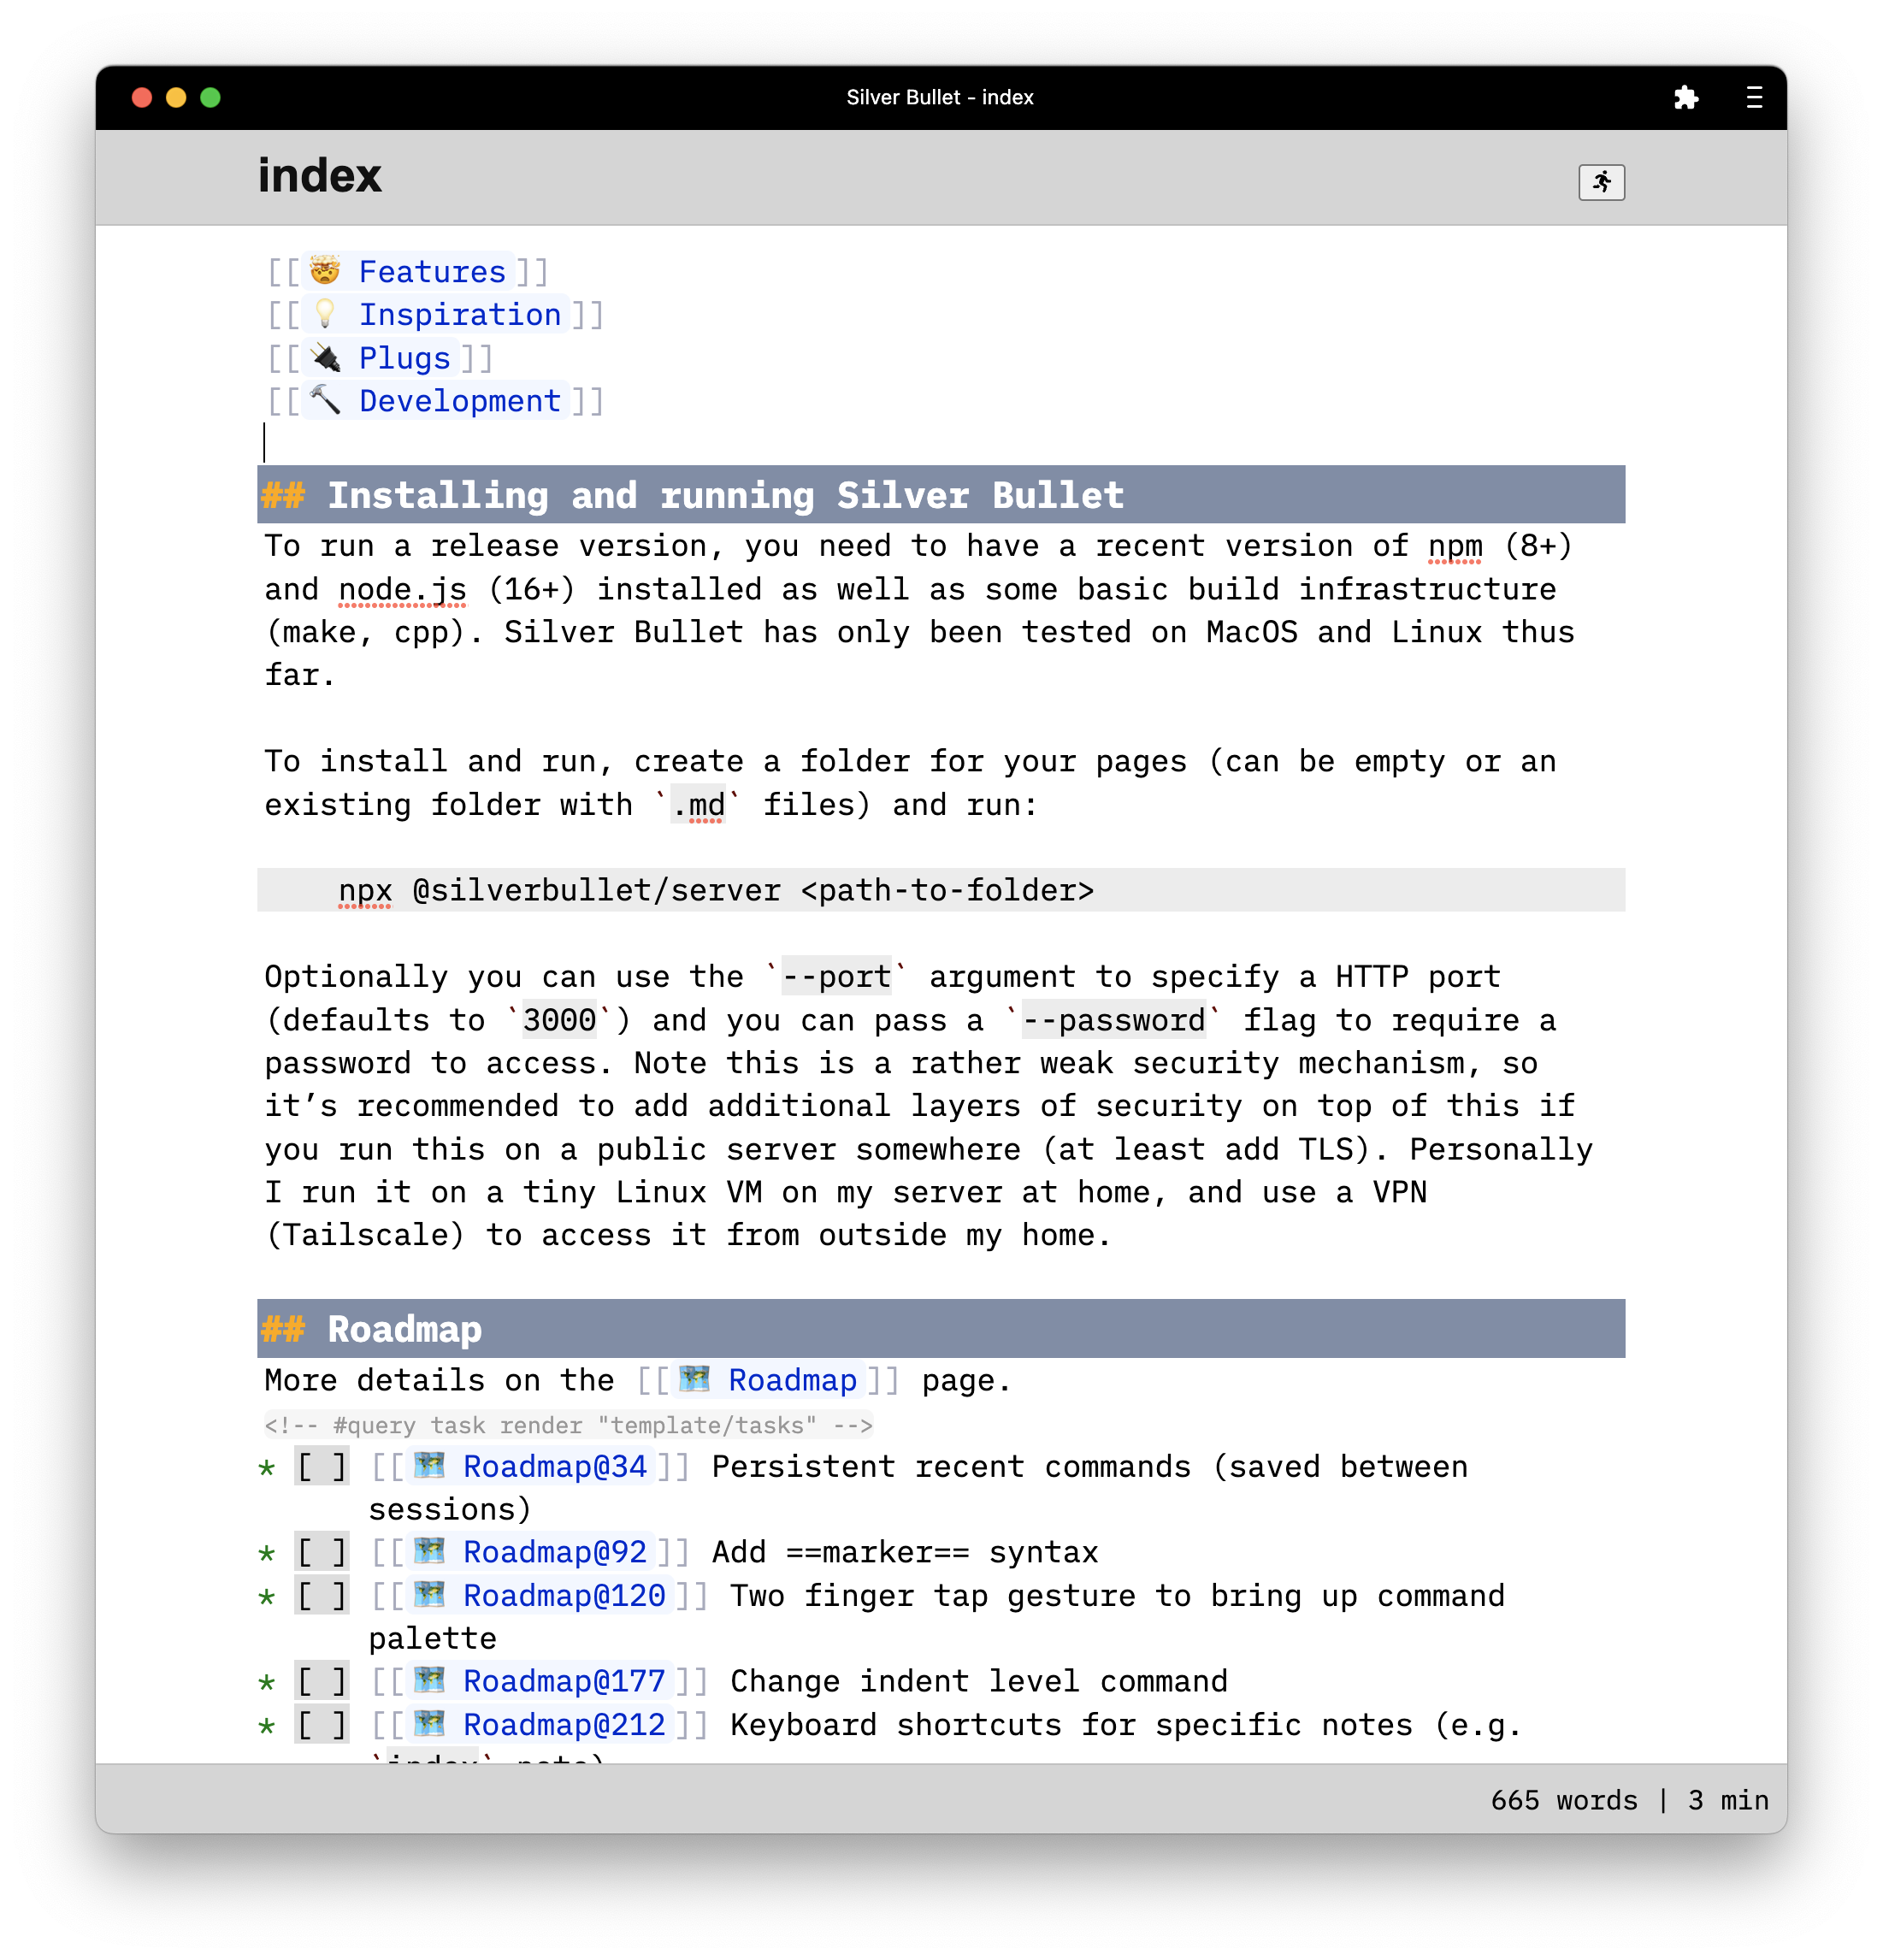 Silver Bullet - index
index
[[🤯 Features]]
[[💡 Inspiration]]
[[🔌 Plugs]]
[[🔨 Development]]
## Installing and running Silver Bullet
To run a release version, you need to have a recent version of npm (8+)
and node.js (16+) installed as well as some basic build infrastructure
(make, cpp). Silver Bullet has only been tested on MacOS and Linux thus
far.
To install and run, create a folder for your pages (can be empty or an
existing folder with `.md` files) and run:
npx @silverbullet/server <path-to-folder>
Optionally you can use the `--port` argument to specify a HTTP port
(defaults to `3000`) and you can pass a `--password` flag to require a
password to access. Note this is a rather weak security mechanism, so
it’s recommended to add additional layers of security on top of this if
you run this on a public server somewhere (at least add TLS). Personally
I run it on a tiny Linux VM on my server at home, and use a VPN
(Tailscale) to access it from outside my home.
## Roadmap
More details on the [[🗺️ Roadmap]] page.
<!-- #query task render "template/tasks" -->
* [ ] [[🗺️ Roadmap@34]] Persistent recent commands (saved between
sessions)
* [ ] [[🗺️ Roadmap@92]] Add ==marker== syntax
* [ ] [[🗺️ Roadmap@120]] Two finger tap gesture to bring up command
palette
* [ ] [[🗺️ Roadmap@177]] Change indent level command
* [ ] [[🗺️ Roadmap@212]] Keyboard shortcuts for specific notes (e.g.
`index` note)
665 words | 3 min